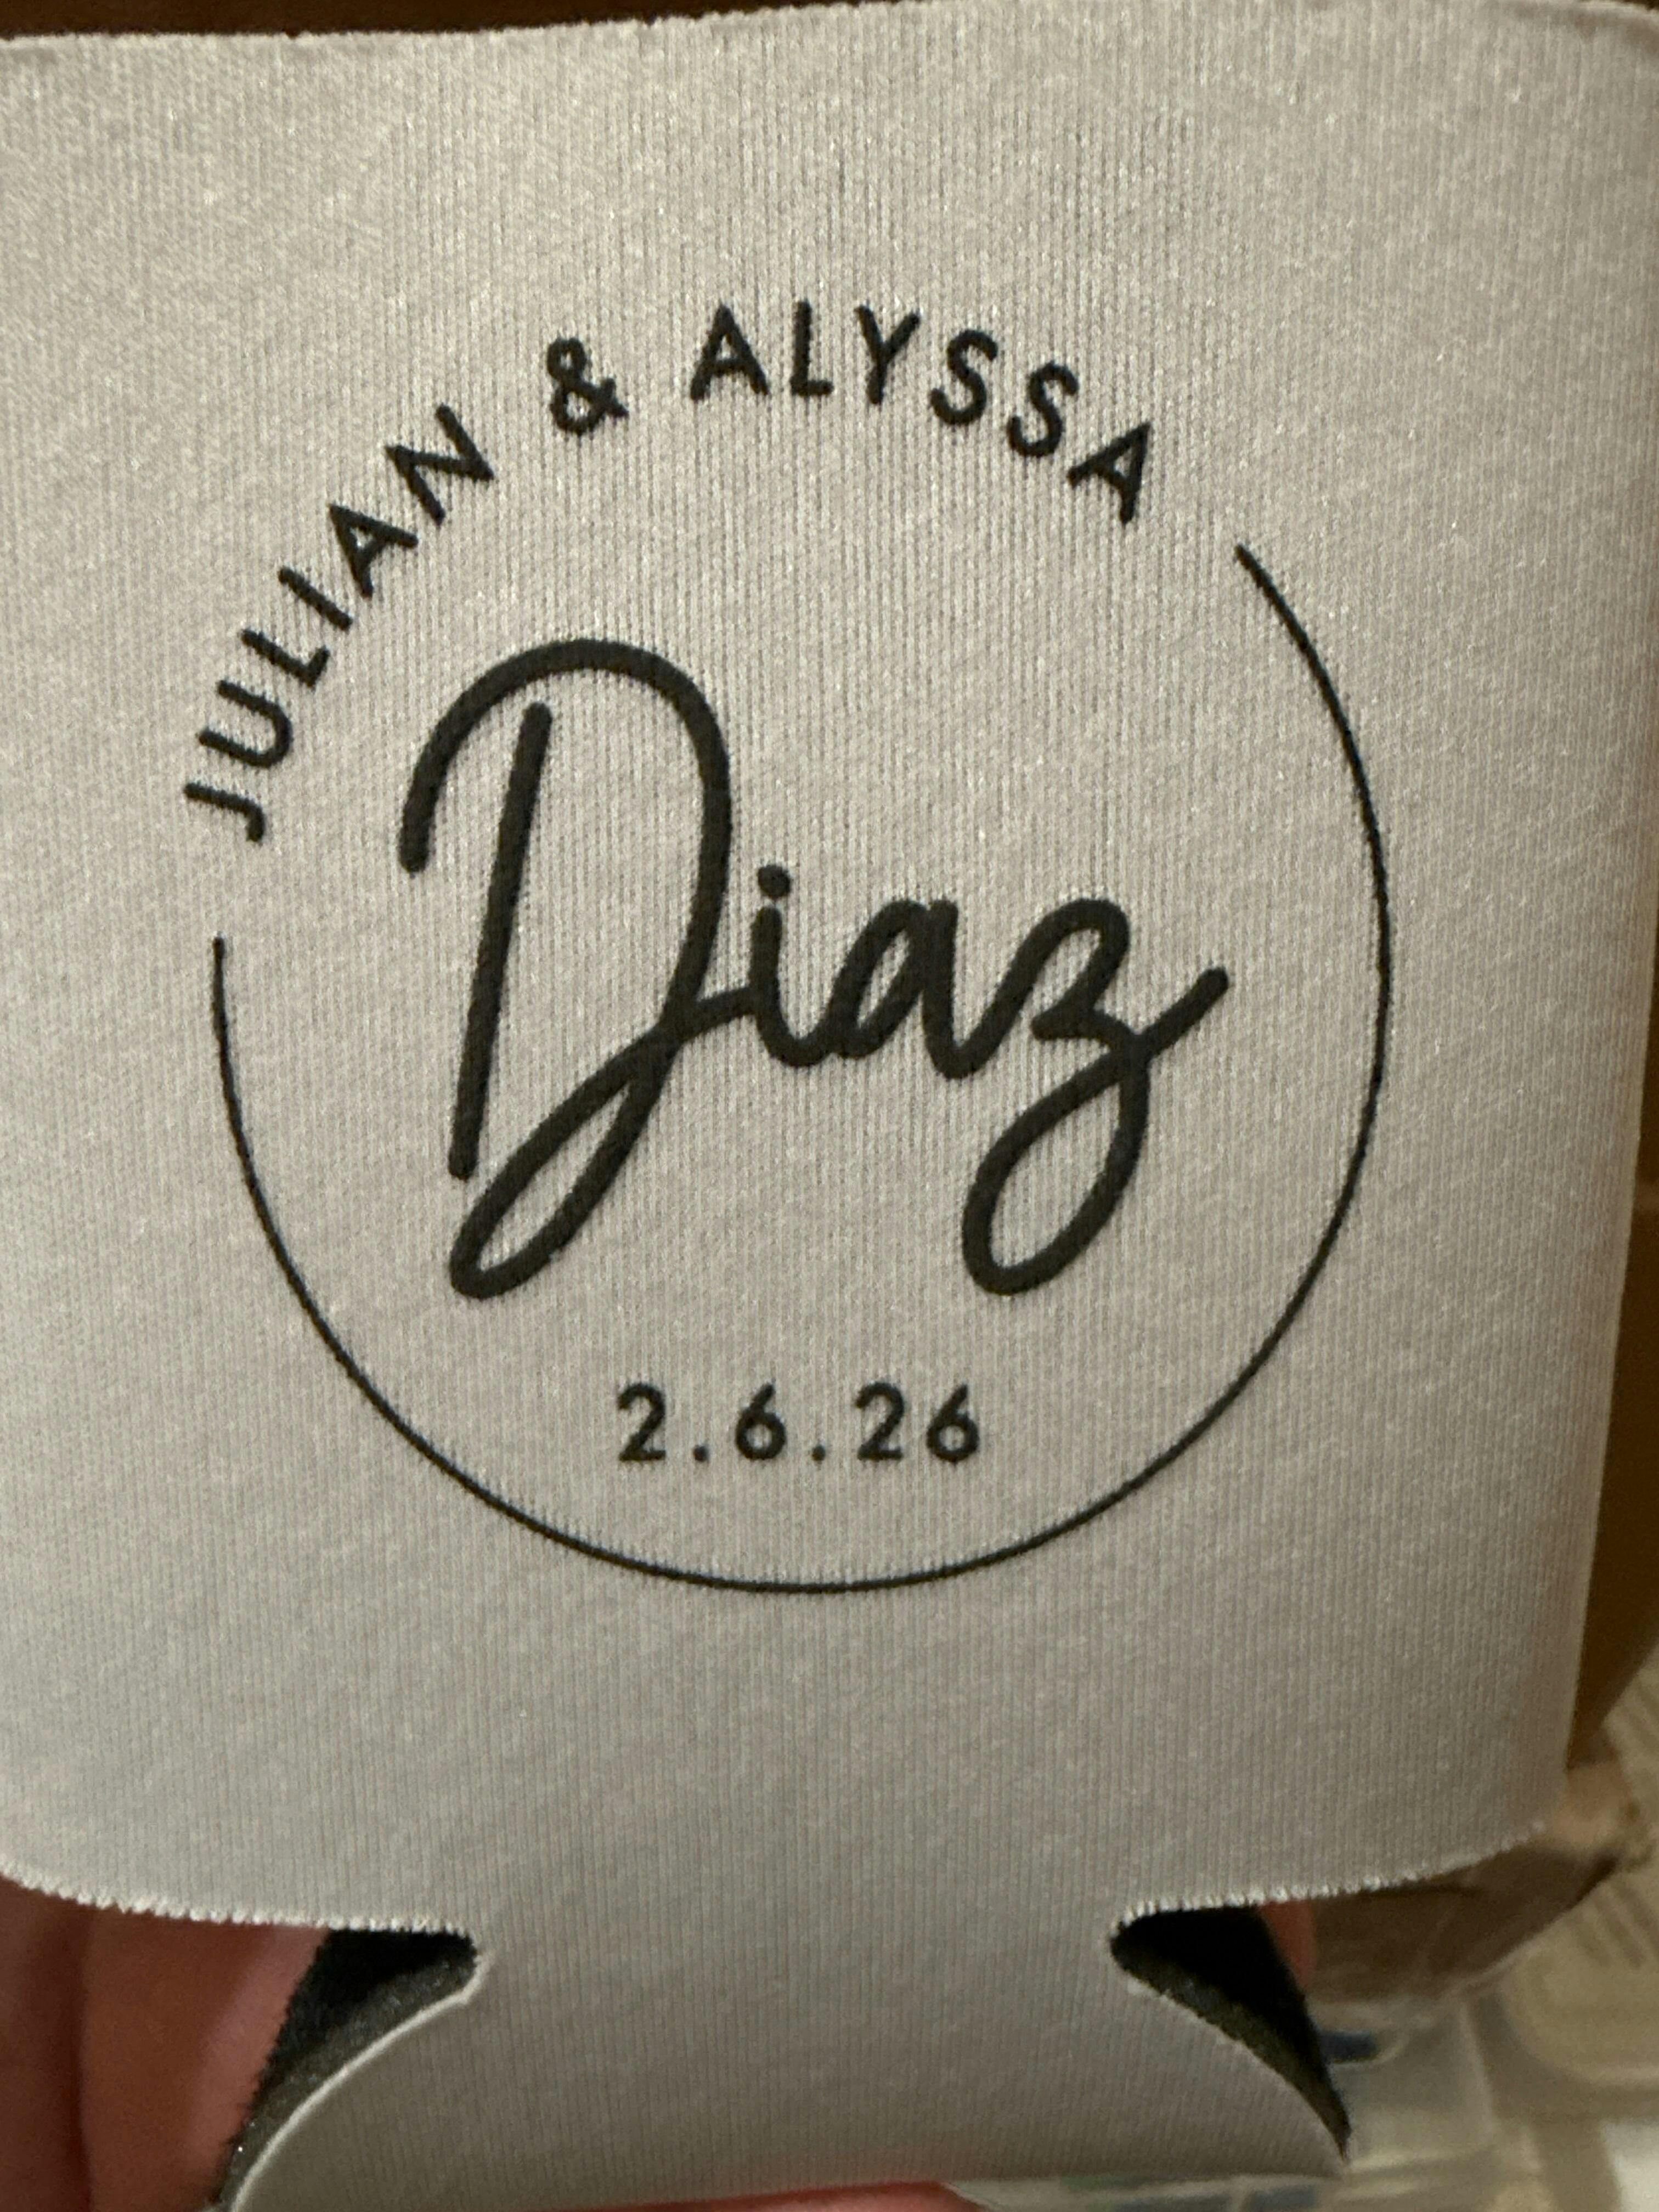 JULIAN & ALYSSA
Diaz
2.6.26